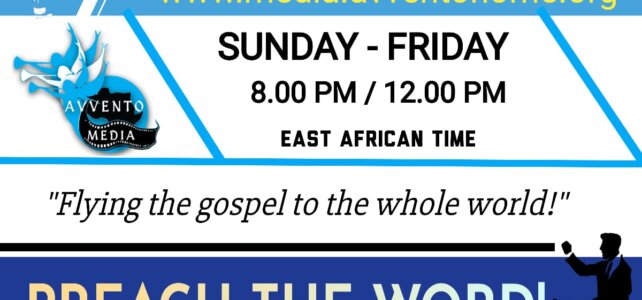 SUNDAY - FRIDAY
8.00 PM / 12.00 PM
EAST AFRICAN TIME
AVVENTO
MEDIA
"Flying the gospel to the whole world!"
PREACH THE WORD!